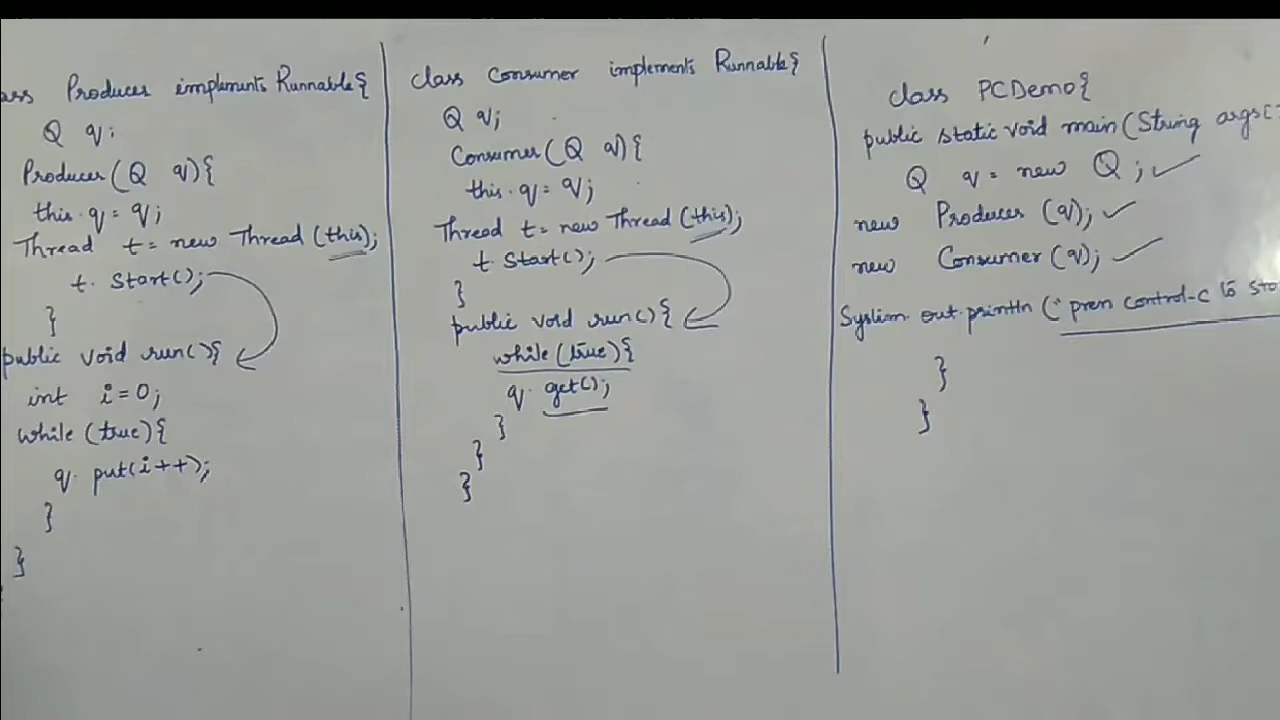 ass Producer implements Runnable{
Q q;
Producer(Q q){
this.q = q;
Thread t = new Thread(this);
t. Start();
}
public void run(){
int i=0;
while (true){
q. put(i++);
}
}
class Consumer implements Runnable{
Q q;
Consumer(Q q){
this.q = q;
Thread t = new Thread(this);
t. Start();
}
public void run(){
while(true){
q. get();
}
}
}
class PCDemo{
public static void main(String args[
Q q = new Q;
new Producer (q);
new Consumer (q);
System.out.println ("press control-c to sto
}
}